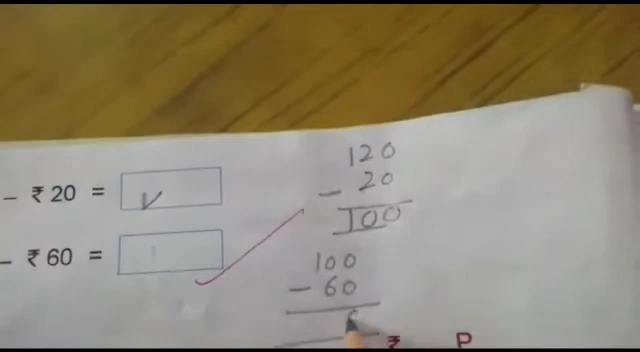 - ₹ 20 =
120
- 20
100
- ₹ 60 =
100
- 60
₹ P